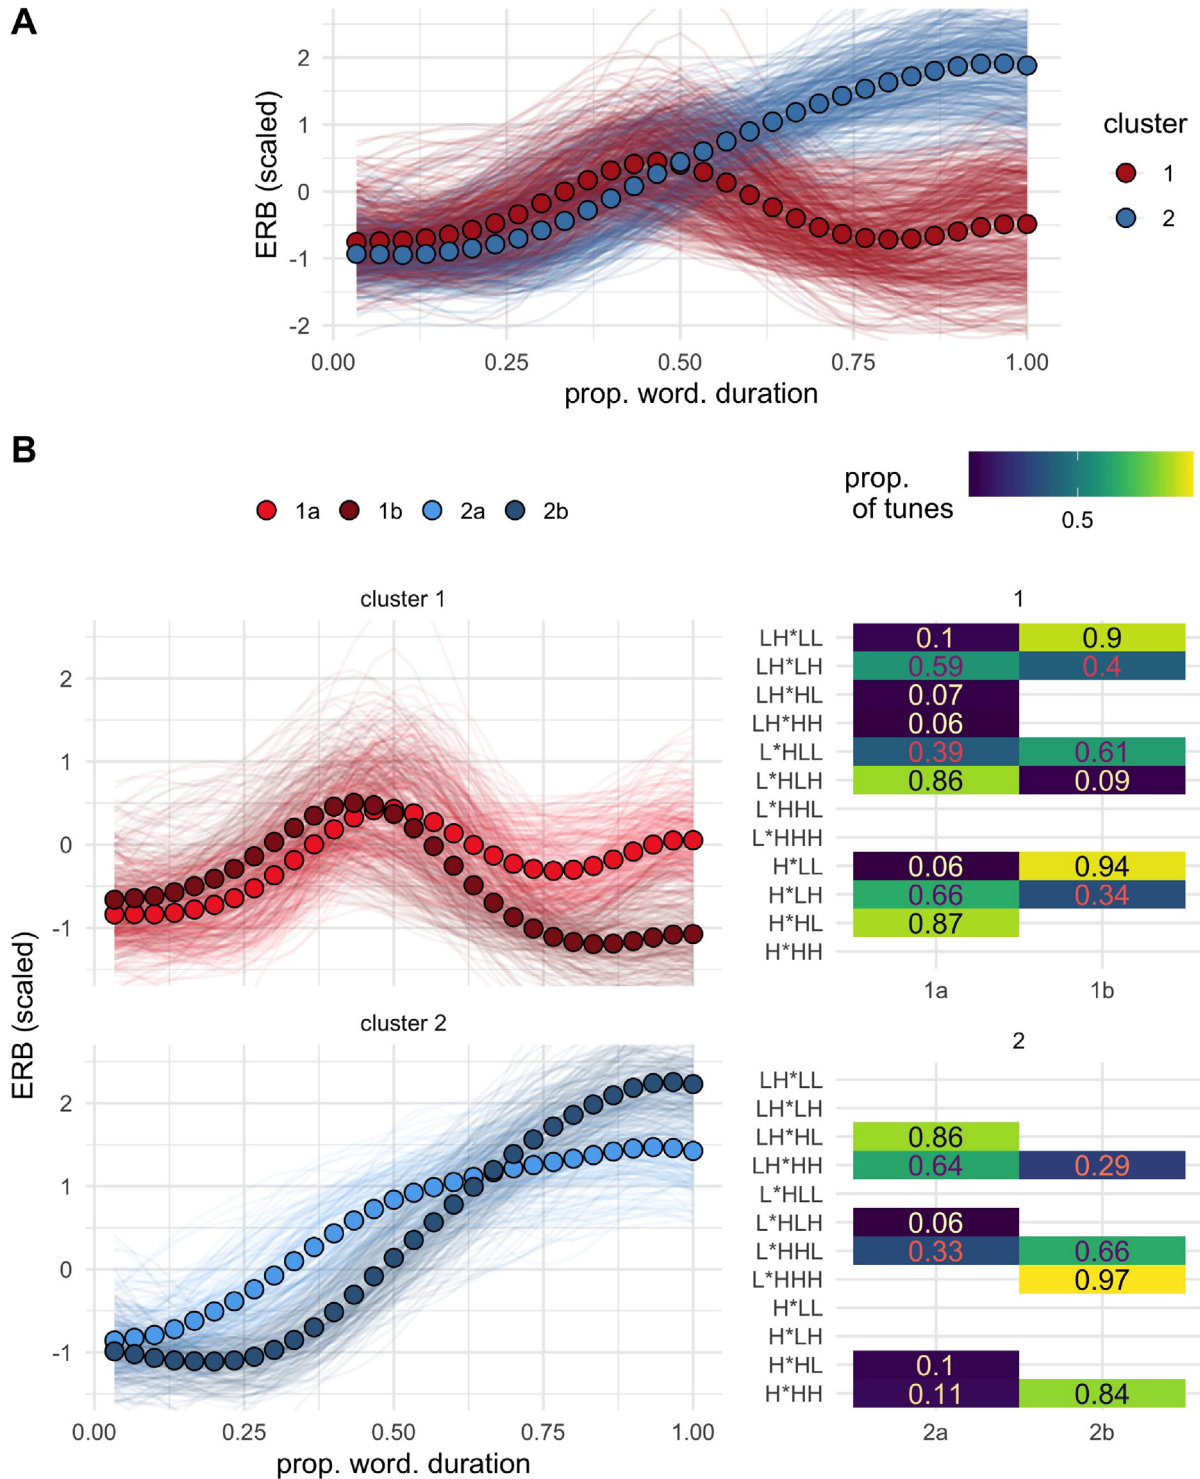 A
ERB (scaled)
2
1
0
-1
-2
0.00 0.25 0.50 0.75 1.00
prop. word. duration
cluster
1
2
B
1a 1b 2a 2b
prop.
of tunes
0.5
ERB (scaled)
cluster 1
2
1
0
-1
1
LH*LL 0.1 0.9
LH*LH 0.59 0.4
LH*HL 0.07
LH*HH 0.06
L*HLL 0.39 0.61
L*HLH 0.86 0.09
L*HHL
L*HHH
H*LL 0.06 0.94
H*LH 0.66 0.34
H*HL 0.87
H*HH
1a 1b
cluster 2
2
1
0
-1
0.00 0.25 0.50 0.75 1.00
prop. word. duration
2
LH*LL
LH*LH
LH*HL 0.86
LH*HH 0.64 0.29
L*HLL
L*HLH 0.06
L*HHL 0.33 0.66
L*HHH 0.97
H*LL
H*LH
H*HL 0.1
H*HH 0.11 0.84
2a 2b